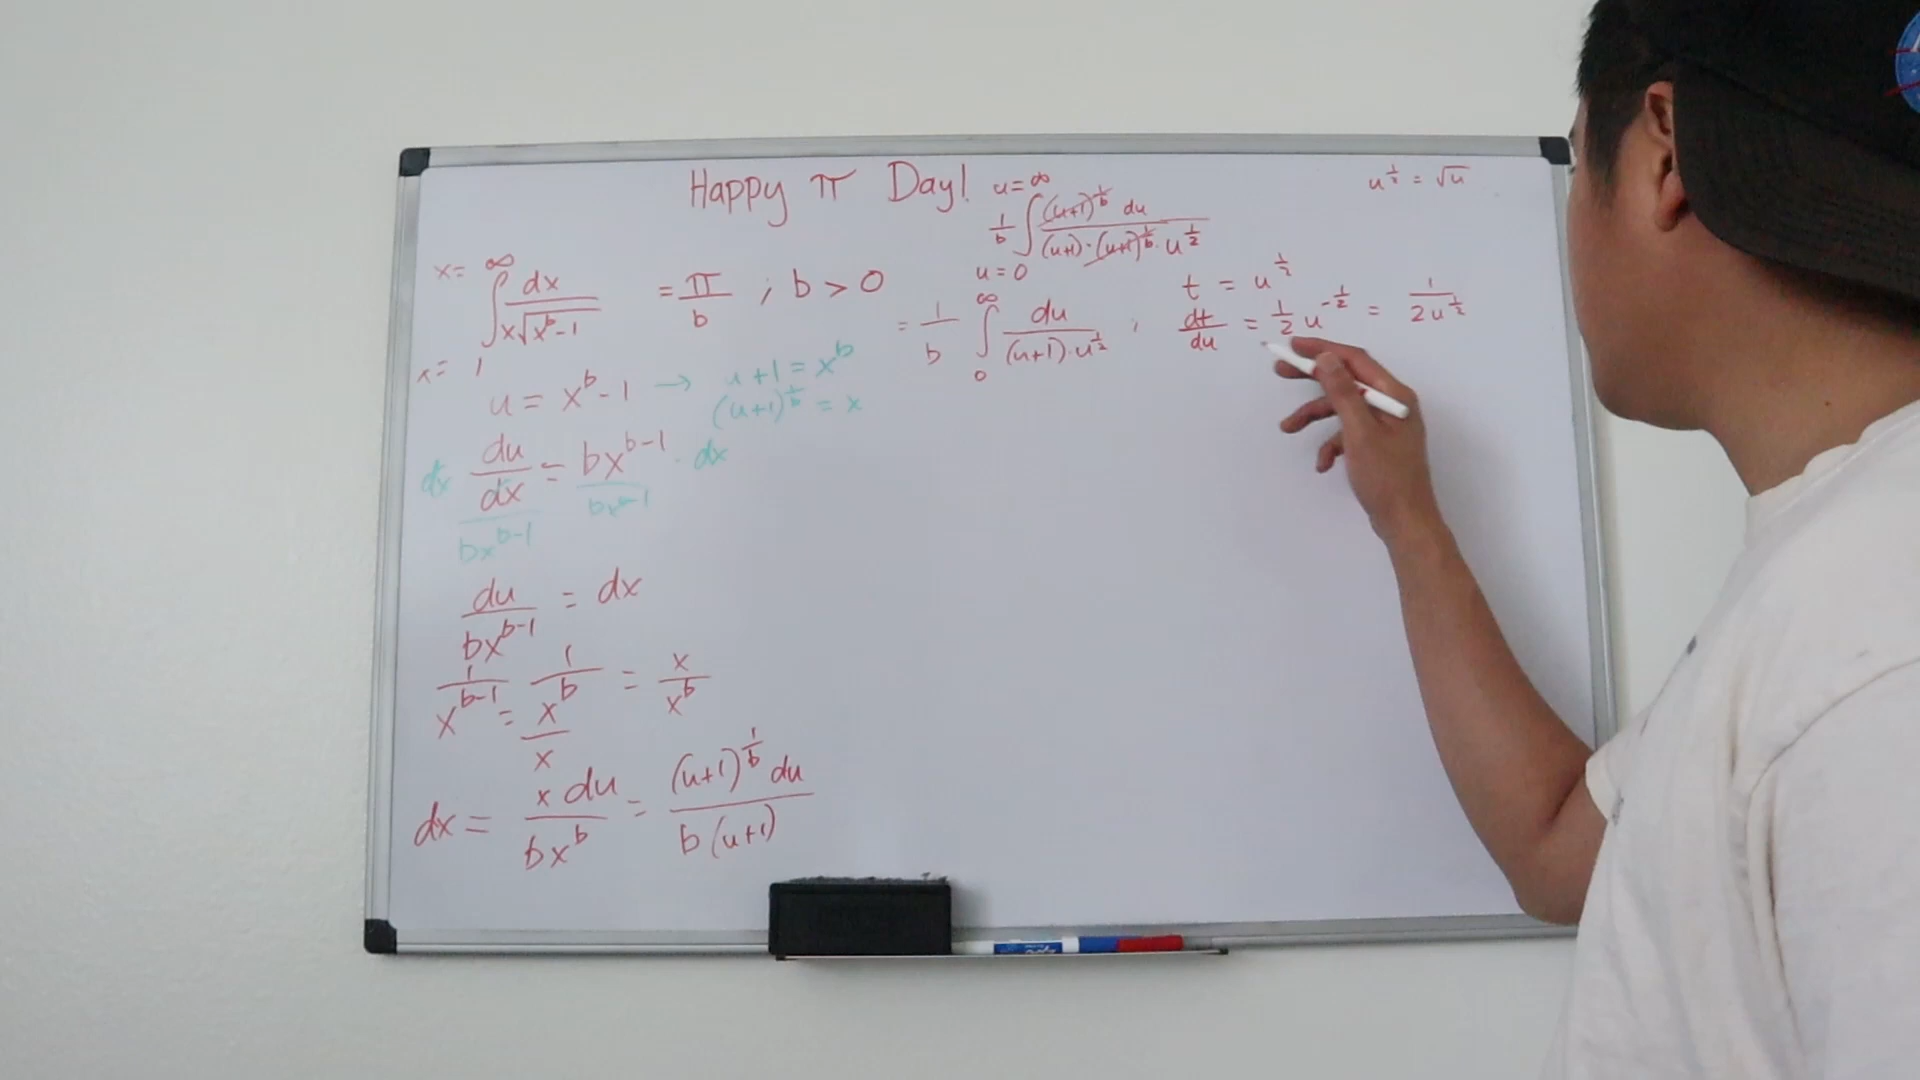 Happy π Day!
x= ∞
∫ dx / x√(x^b-1) = π/b ; b > 0
x= 1
u = x^b - 1 → u+1 = x^b
(u+1)^(1/b) = x
dx du/dx = bx^(b-1) · dx
bx^(b-1) bx^(b-1)
du / bx^(b-1) = dx
1 / x^(b-1) = 1 / (x^b / x) = x / x^b
dx = x du / bx^b = (u+1)^(1/b) du / b(u+1)
u=∞
1/b ∫ (u+1)^(1/b) du / (u+1)·(u+1)^(1/b)·u^(1/2)
u=0
= 1/b ∫ ∞ 0 du / (u+1)·u^(1/2) ,
t = u^(1/2)
dt/du = 1/2 u^(-1/2) = 1 / 2u^(1/2)
u^(1/2) = √u